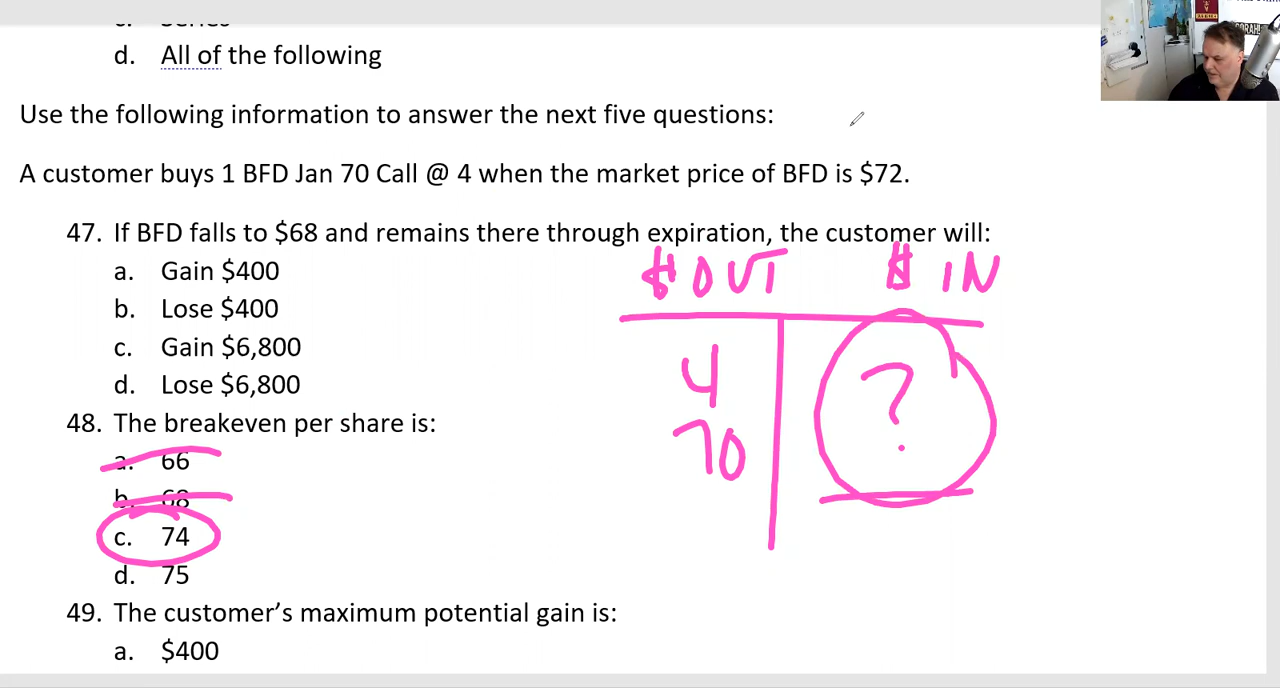 d. All of the following
Use the following information to answer the next five questions:
A customer buys 1 BFD Jan 70 Call @ 4 when the market price of BFD is $72.
47. If BFD falls to $68 and remains there through expiration, the customer will:
a. Gain $400
b. Lose $400
c. Gain $6,800
d. Lose $6,800
48. The breakeven per share is:
a. 66
b. 68
c. 74
d. 75
49. The customer's maximum potential gain is:
a. $400
$ OUT $ IN
4
?
70